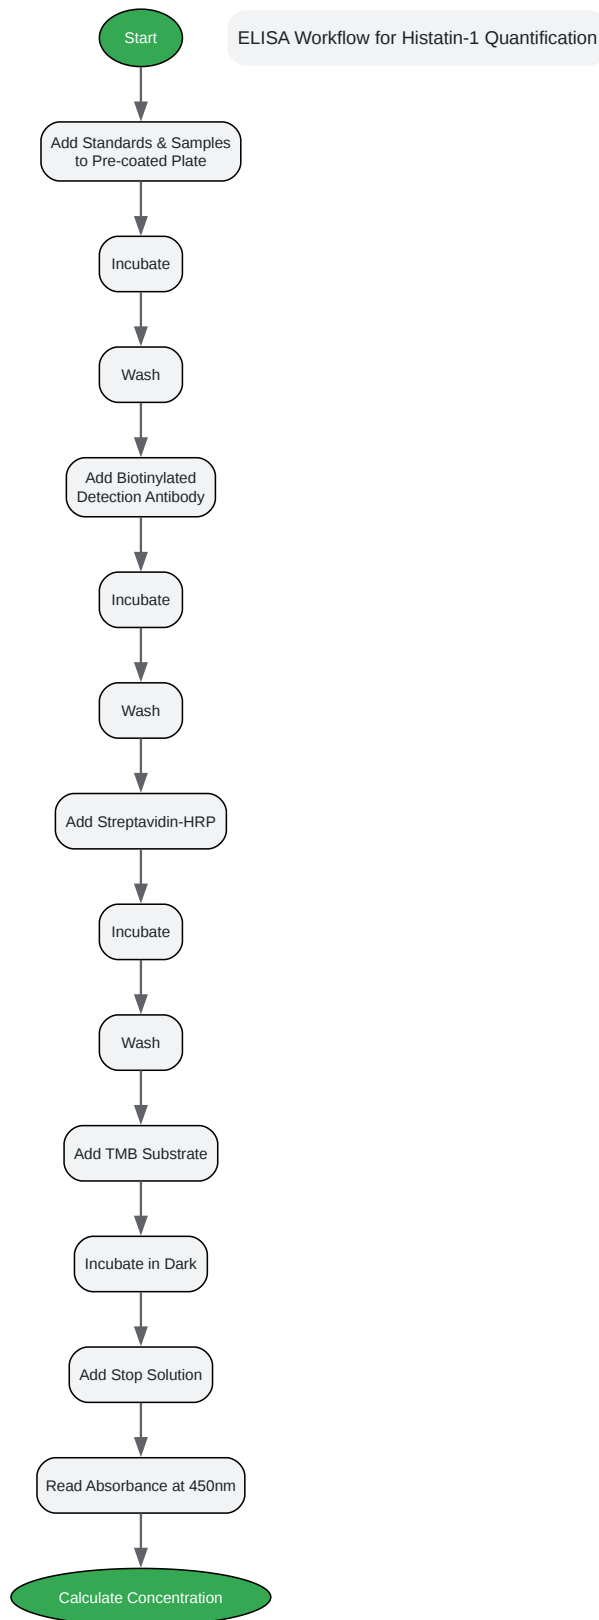 Start
ELISA Workflow for Histatin-1 Quantification
Add Standards & Samples
to Pre-coated Plate
Incubate
Wash
Add Biotinylated
Detection Antibody
Incubate
Wash
Add Streptavidin-HRP
Incubate
Wash
Add TMB Substrate
Incubate in Dark
Add Stop Solution
Read Absorbance at 450nm
Calculate Concentration